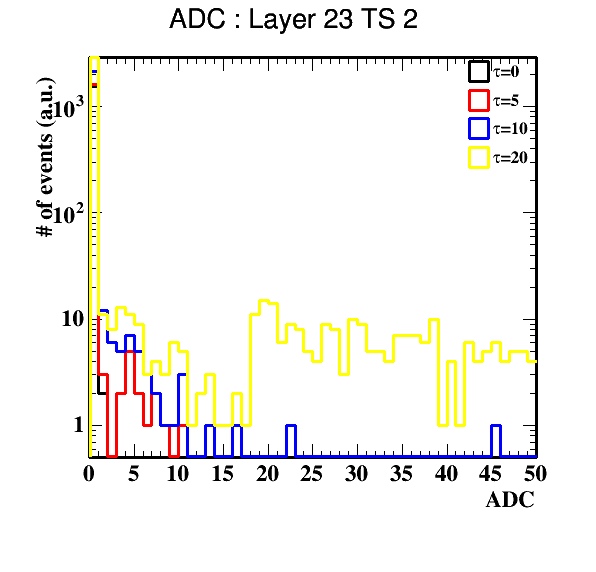 ADC : Layer 23 TS 2
# of events (a.u.)
10³
10²
10
1
τ=0
τ=5
τ=10
τ=20
0 5 10 15 20 25 30 35 40 45 50
ADC